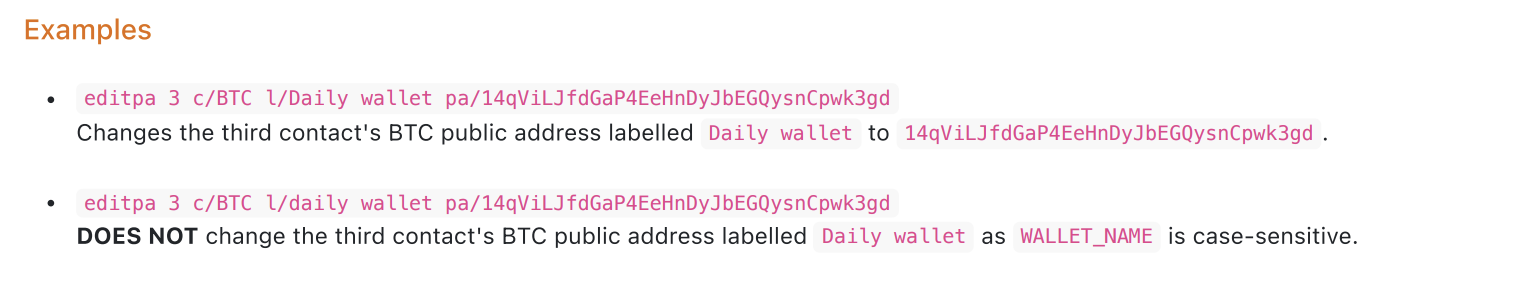 Examples
• editpa 3 c/BTC l/Daily wallet pa/14qViLJfdGaP4EeHnDyJbEGQysnCpwk3gd
Changes the third contact's BTC public address labelled Daily wallet to 14qViLJfdGaP4EeHnDyJbEGQysnCpwk3gd.
• editpa 3 c/BTC l/daily wallet pa/14qViLJfdGaP4EeHnDyJbEGQysnCpwk3gd
DOES NOT change the third contact's BTC public address labelled Daily wallet as WALLET_NAME is case-sensitive.